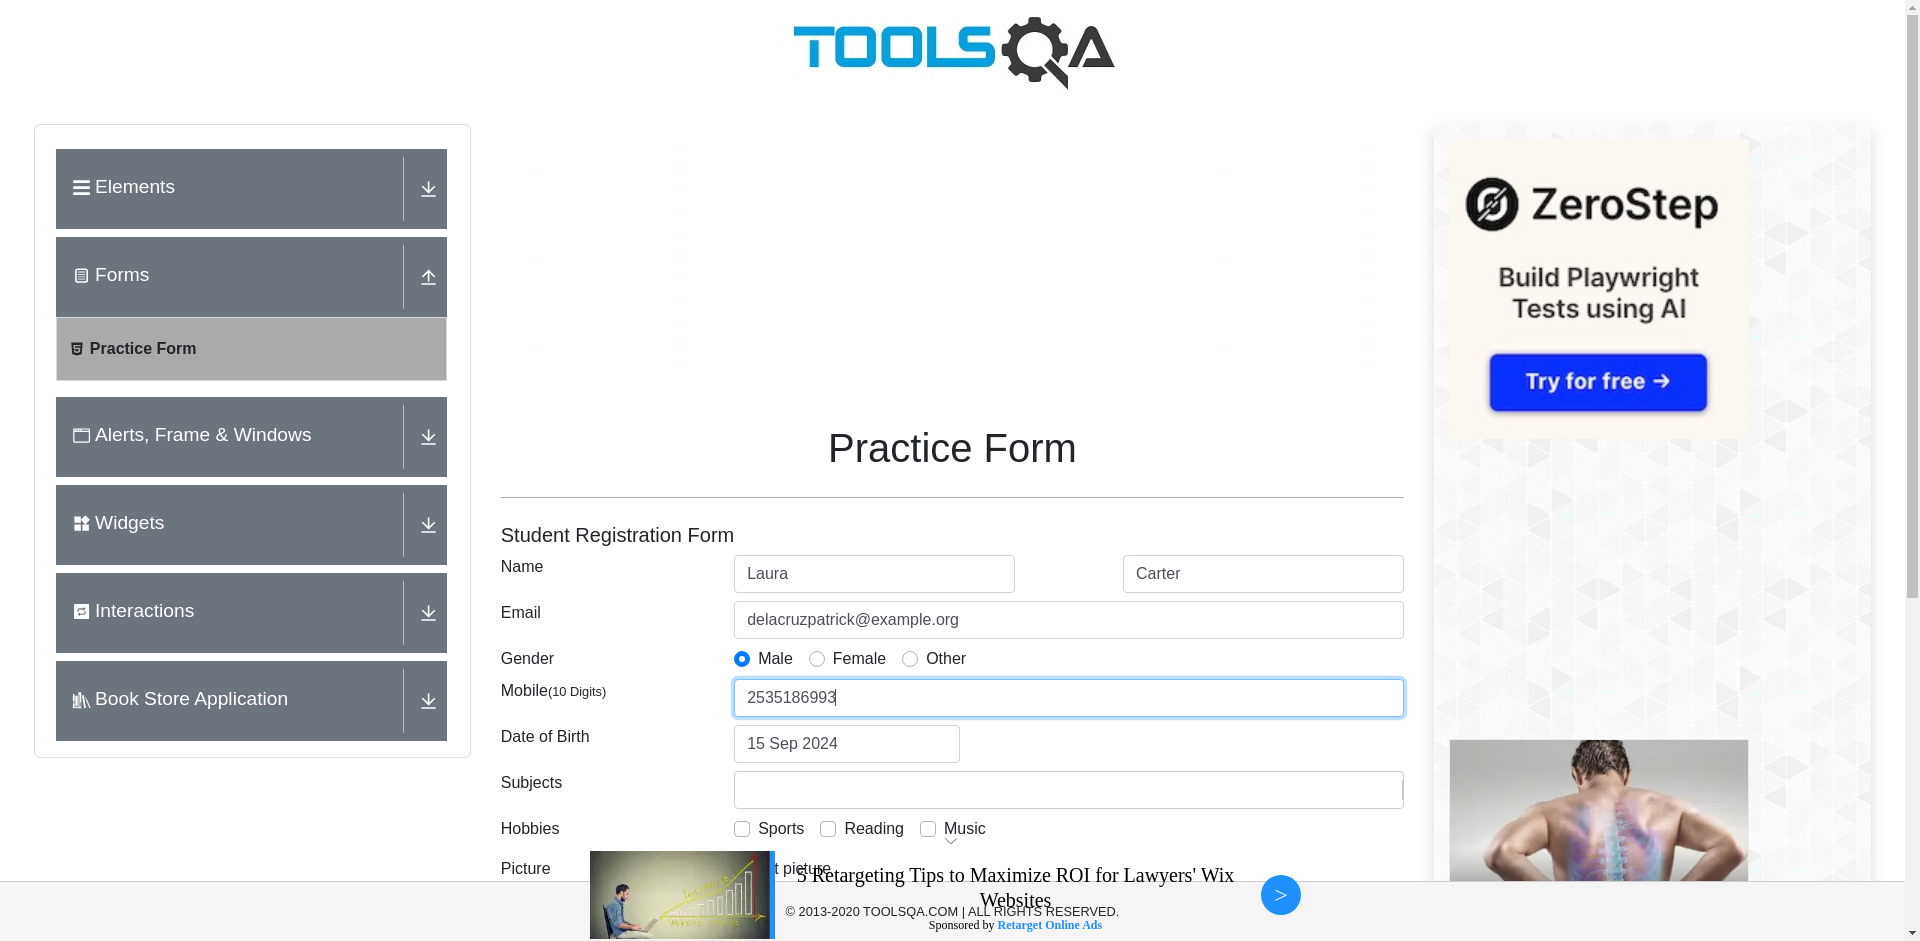 TOOLSQA
Elements
Forms
Practice Form
Alerts, Frame & Windows
Widgets
Interactions
Book Store Application
Practice Form
Student Registration Form
Name
Laura
Carter
Email
delacruzpatrick@example.org
Gender
Male
Female
Other
Mobile(10 Digits)
2535186993
Date of Birth
15 Sep 2024
Subjects
Hobbies
Sports
Reading
Music
Picture
t picture
5 Retargeting Tips to Maximize ROI for Lawyers' Wix
Websites
© 2013-2020 TOOLSQA.COM | ALL RIGHTS RESERVED.
Sponsored by Retarget Online Ads
>
ZeroStep
Build Playwright
Tests using AI
Try for free →